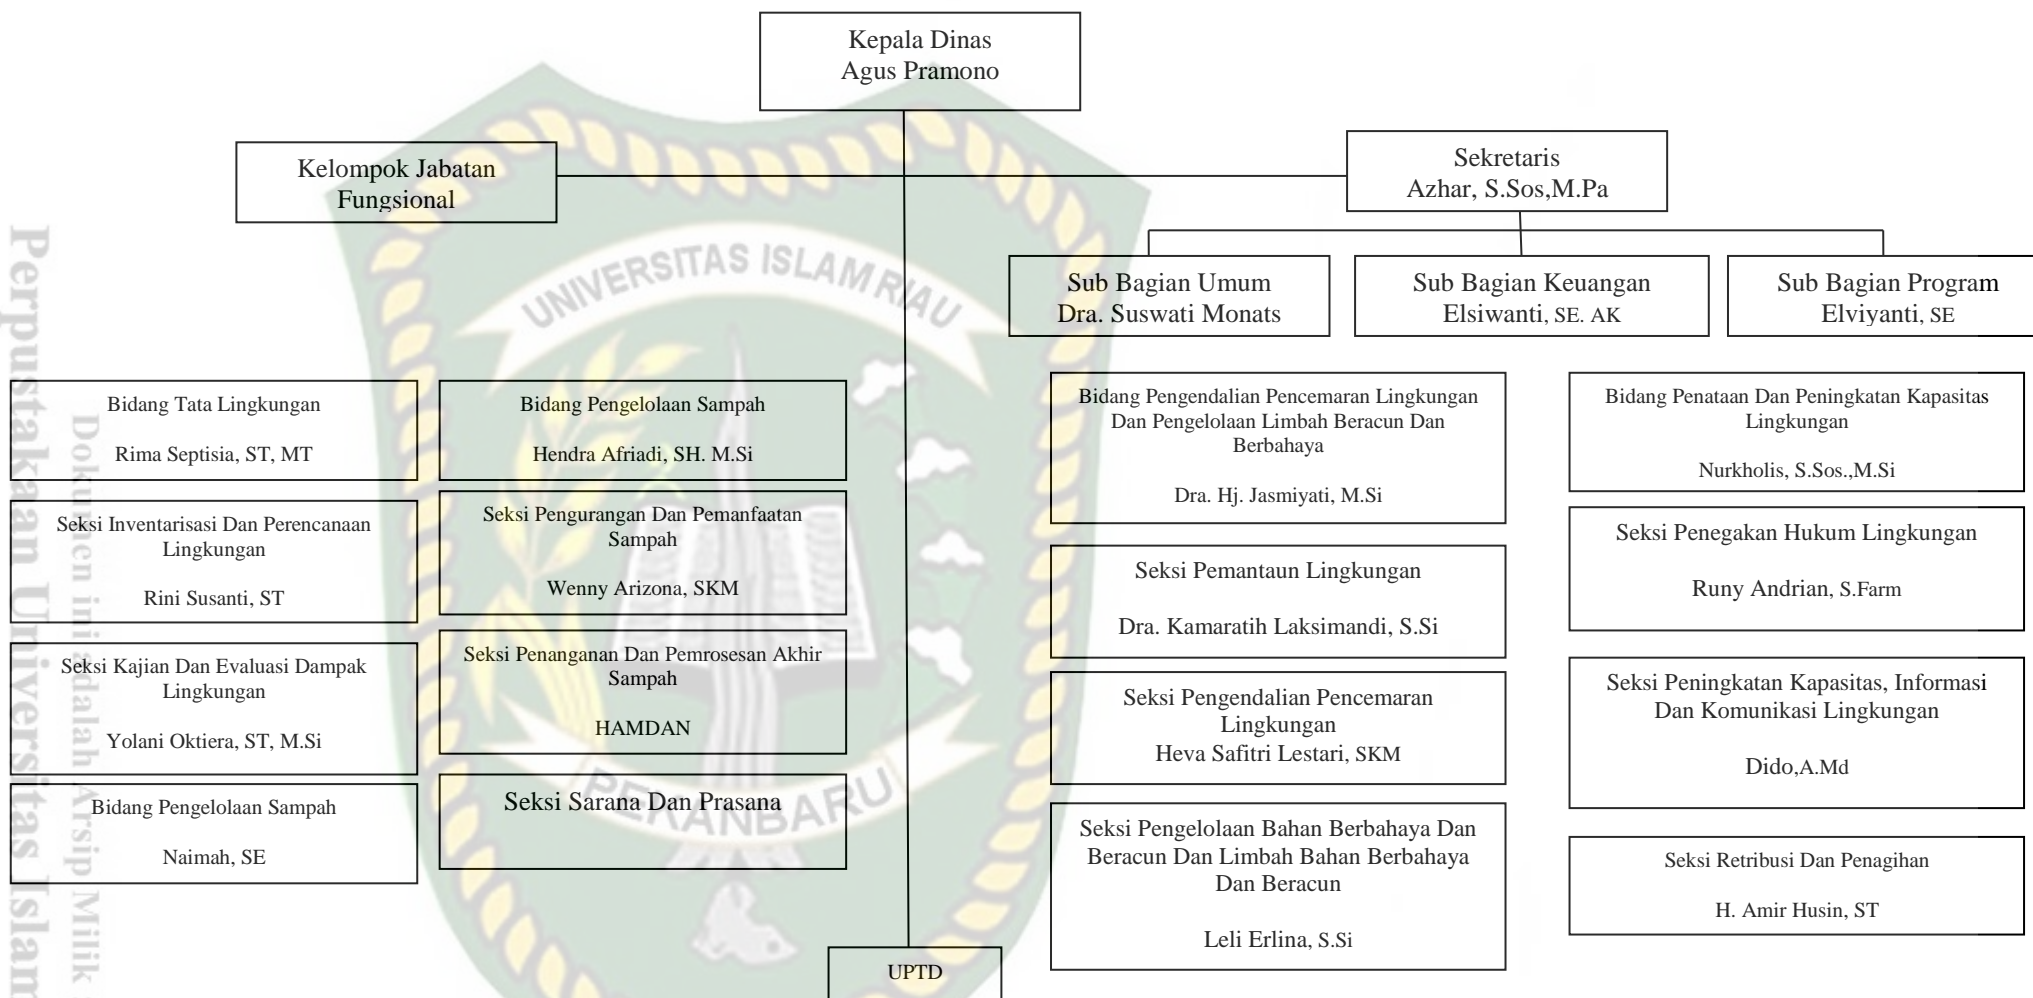 Kepala Dinas
Agus Pramono
Kelompok Jabatan
Fungsional
Sekretaris
Azhar, S.Sos,M.Pa
Sub Bagian Umum
Dra. Suswati Monats
Sub Bagian Keuangan
Elsiwanti, SE. AK
Sub Bagian Program
Elviyanti, SE
Bidang Tata Lingkungan
Rima Septisia, ST, MT
Seksi Inventarisasi Dan Perencanaan
Lingkungan
Rini Susanti, ST
Seksi Kajian Dan Evaluasi Dampak
Lingkungan
Yolani Oktiera, ST, M.Si
Bidang Pengelolaan Sampah
Naimah, SE
Bidang Pengelolaan Sampah
Hendra Afriadi, SH. M.Si
Seksi Pengurangan Dan Pemanfaatan
Sampah
Wenny Arizona, SKM
Seksi Penanganan Dan Pemrosesan Akhir
Sampah
HAMDAN
Seksi Sarana Dan Prasana
Bidang Pengendalian Pencemaran Lingkungan
Dan Pengelolaan Limbah Beracun Dan
Berbahaya
Dra. Hj. Jasmiyati, M.Si
Seksi Pemantaun Lingkungan
Dra. Kamaratih Laksimandi, S.Si
Seksi Pengendalian Pencemaran
Lingkungan
Heva Safitri Lestari, SKM
Seksi Pengelolaan Bahan Berbahaya Dan
Beracun Dan Limbah Bahan Berbahaya
Dan Beracun
Leli Erlina, S.Si
Bidang Penataan Dan Peningkatan Kapasitas
Lingkungan
Nurkholis, S.Sos.,M.Si
Seksi Penegakan Hukum Lingkungan
Runy Andrian, S.Farm
Seksi Peningkatan Kapasitas, Informasi
Dan Komunikasi Lingkungan
Dido,A.Md
Seksi Retribusi Dan Penagihan
H. Amir Husin, ST
UPTD
UNIVERSITAS ISLAM RIAU
PEKANBARU
Perpustakaan Universitas Islam
Dokumen ini adalah Arsip Milik